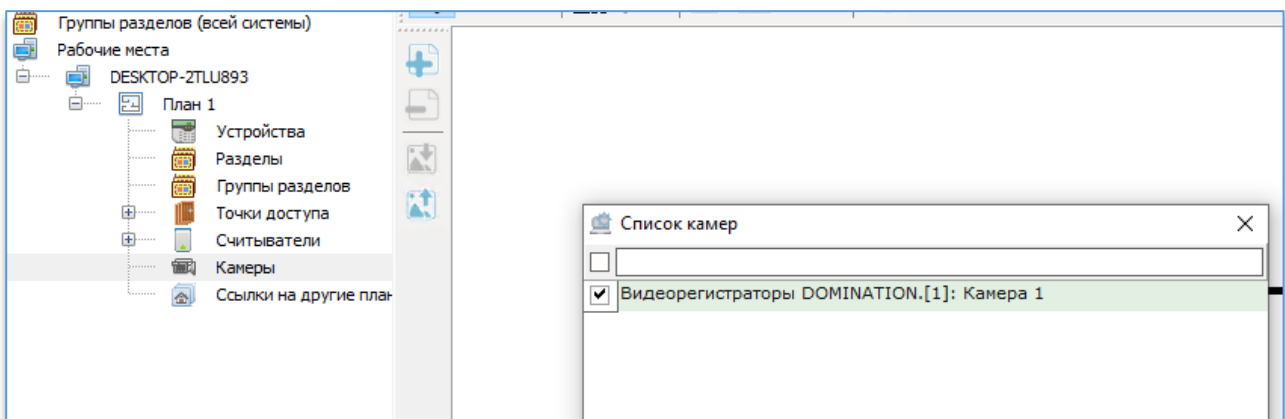 Группы разделов (всей системы)
Рабочие места
DESKTOP-2TLU893
План 1
Устройства
Разделы
Группы разделов
Точки доступа
Считыватели
Камеры
Ссылки на другие план
Список камер
Видеорегистраторы DOMINATION.[1]: Камера 1